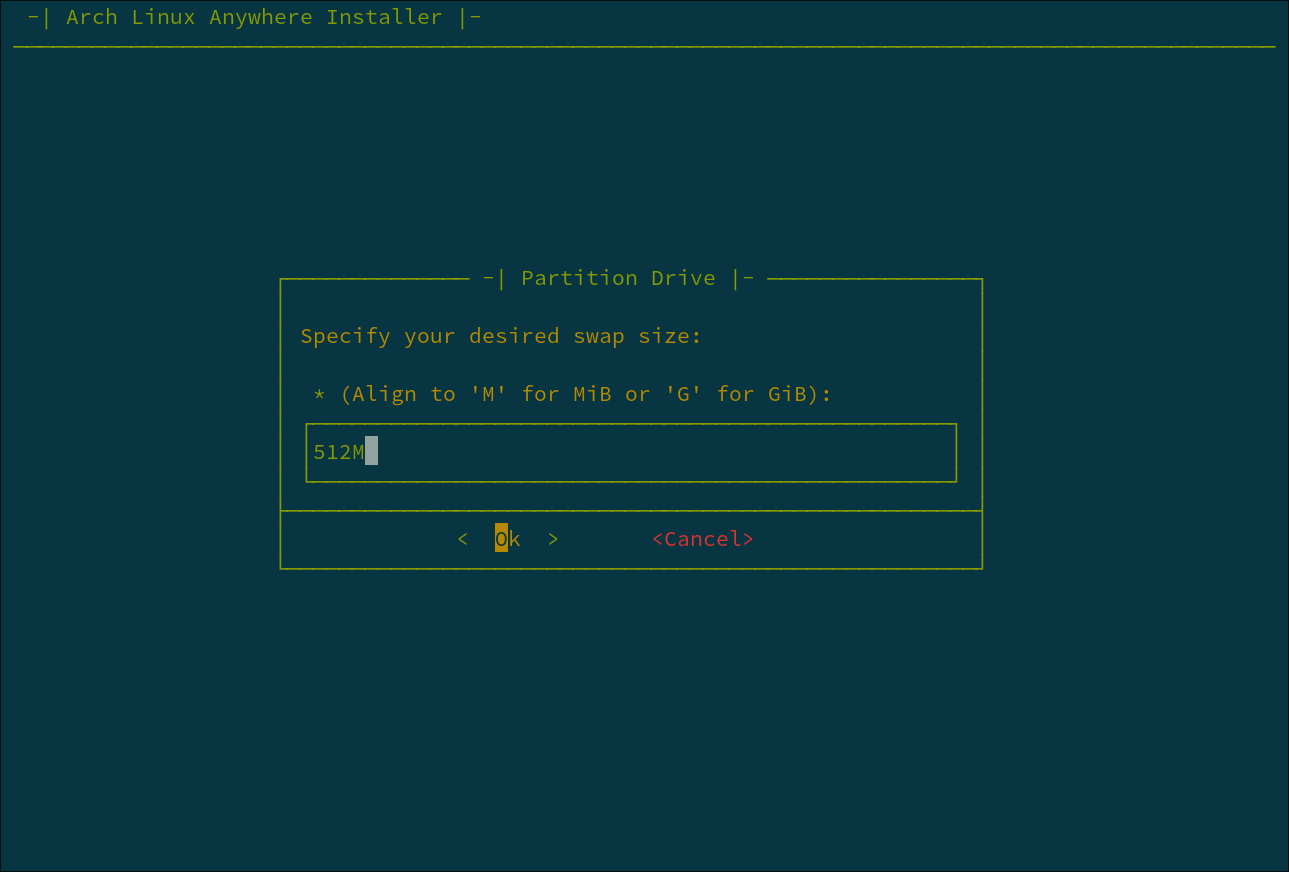 -| Arch Linux Anywhere Installer |-
-| Partition Drive |-
Specify your desired swap size:
* (Align to 'M' for MiB or 'G' for GiB):
512M
< Ok > <Cancel>